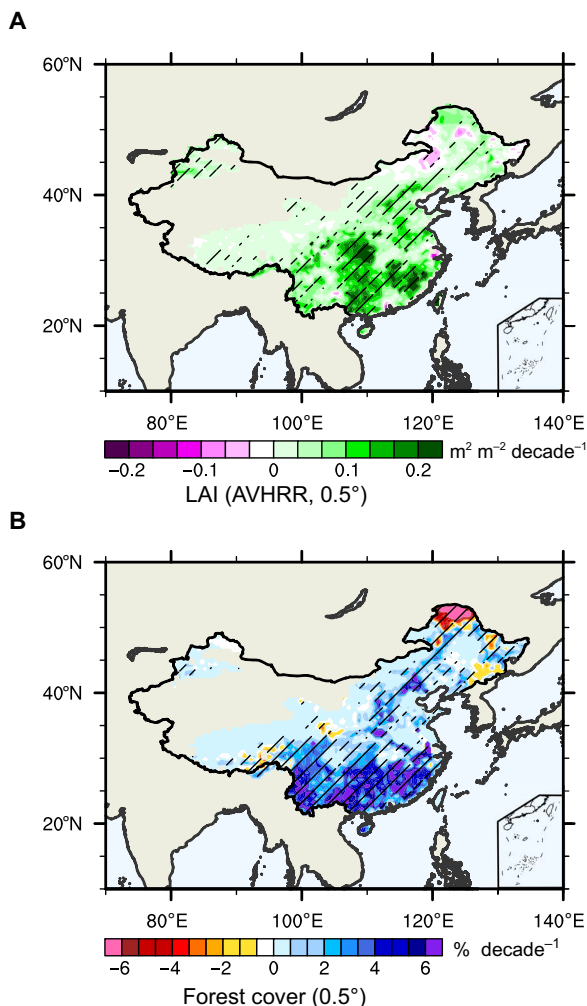 A
60°N
40°N
20°N
80°E 100°E 120°E 140°E
−0.2 −0.1 0 0.1 0.2 m² m⁻² decade⁻¹
LAI (AVHRR, 0.5°)
B
60°N
40°N
20°N
80°E 100°E 120°E 140°E
−6 −4 −2 0 2 4 6 % decade⁻¹
Forest cover (0.5°)